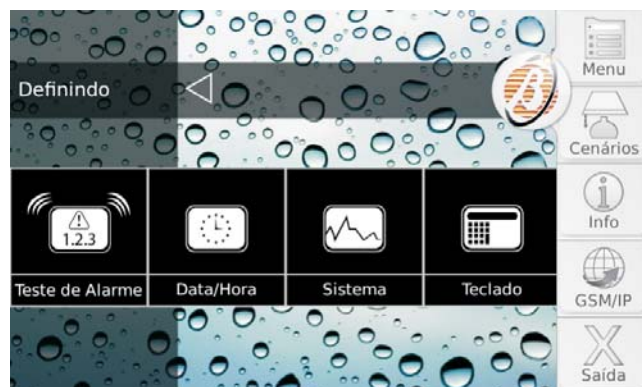 Definindo
B
1.2.3
Teste de Alarme
Data/Hora
Sistema
Teclado
Menu
Cenários
Info
GSM/IP
Saída